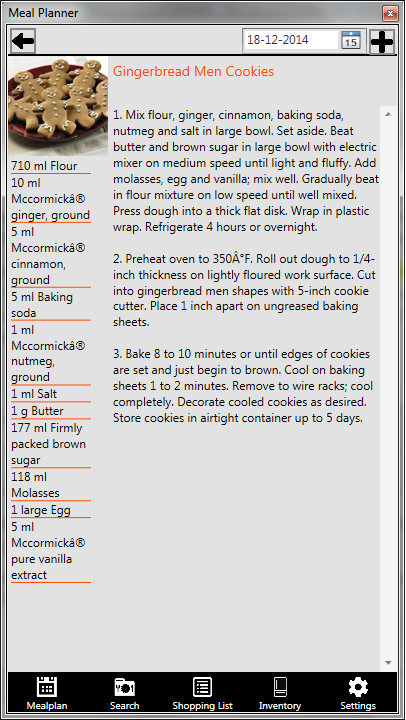 Meal Planner
18-12-2014
15
Gingerbread Men Cookies
710 ml Flour
10 ml
Mccormickâ®
ginger, ground
5 ml
Mccormickâ®
cinnamon,
ground
5 ml Baking
soda
1 ml
Mccormickâ®
nutmeg,
ground
1 ml Salt
1 g Butter
177 ml Firmly
packed brown
sugar
118 ml
Molasses
1 large Egg
5 ml
Mccormickâ®
pure vanilla
extract
1. Mix flour, ginger, cinnamon, baking soda,
nutmeg and salt in large bowl. Set aside. Beat
butter and brown sugar in large bowl with electric
mixer on medium speed until light and fluffy. Add
molasses, egg and vanilla; mix well. Gradually beat
in flour mixture on low speed until well mixed.
Press dough into a thick flat disk. Wrap in plastic
wrap. Refrigerate 4 hours or overnight.
2. Preheat oven to 350Â°F. Roll out dough to 1/4-
inch thickness on lightly floured work surface. Cut
into gingerbread men shapes with 5-inch cookie
cutter. Place 1 inch apart on ungreased baking
sheets.
3. Bake 8 to 10 minutes or until edges of cookies
are set and just begin to brown. Cool on baking
sheets 1 to 2 minutes. Remove to wire racks; cool
completely. Decorate cooled cookies as desired.
Store cookies in airtight container up to 5 days.
Mealplan
Search
Shopping List
Inventory
Settings